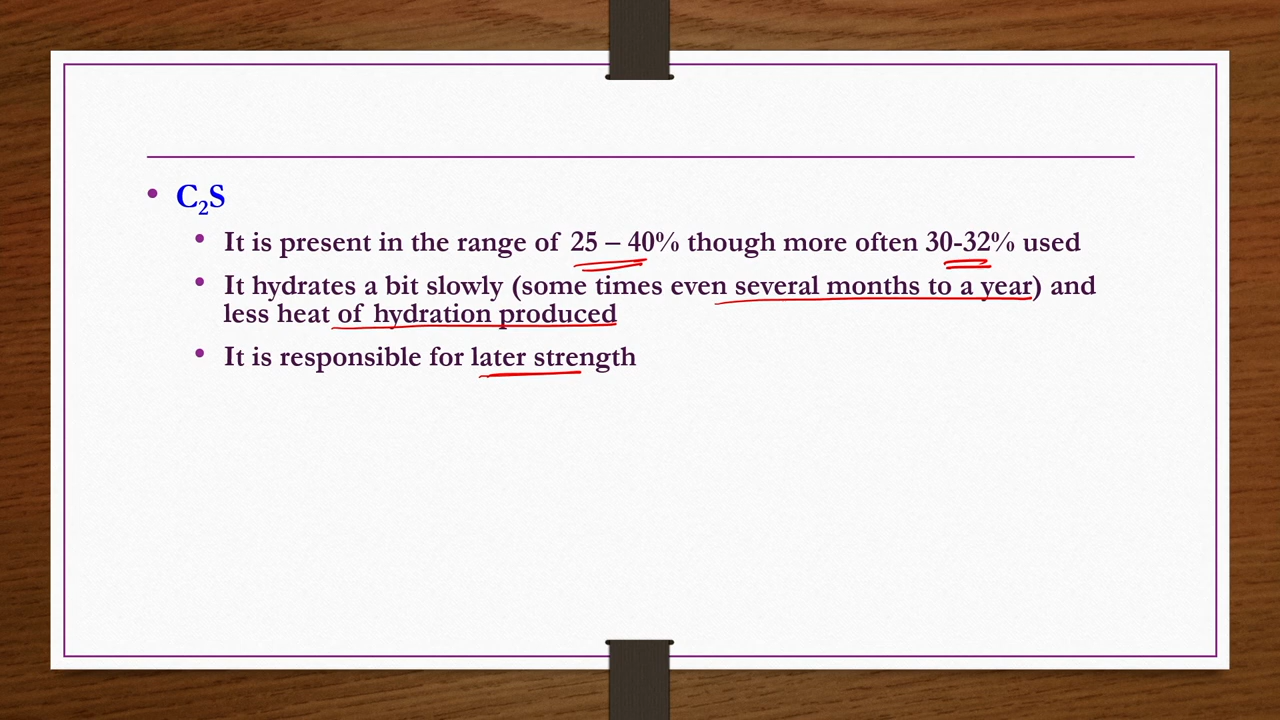 • C₂S
• It is present in the range of 25 – 40% though more often 30-32% used
• It hydrates a bit slowly (some times even several months to a year) and
less heat of hydration produced
• It is responsible for later strength